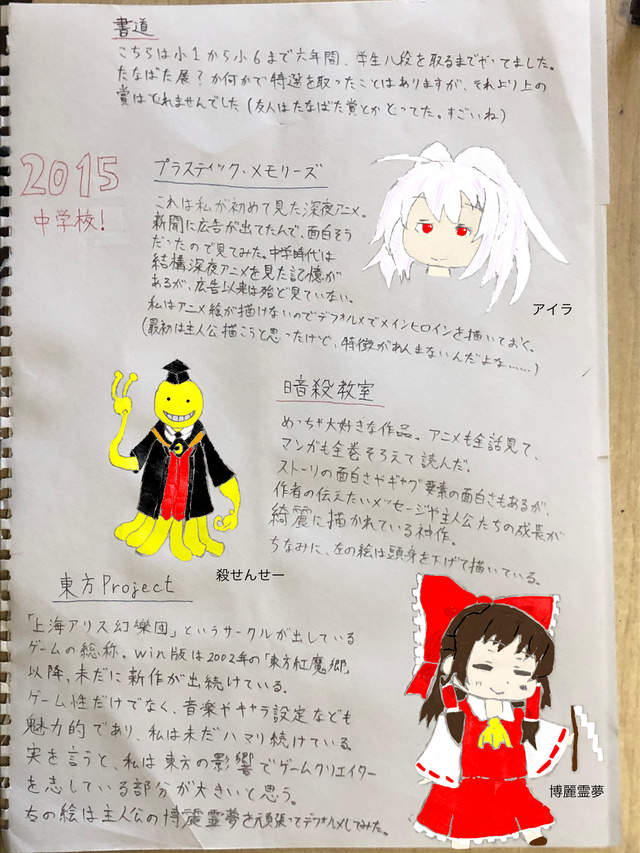 書道
こちらは小1から小6まで六年間、学生八段を取るまでやてました。
たなばた展?か何かで特選を取ったことはありますが、それより上の
賞はとれませんでした(友人はたなばた賞とかとってた。すごいね)
2015
中学校!
プラスティック・メモリーズ
これは私が初めて見た深夜アニメ。
新聞に広告が出てたんで、面白そう
だったので見てみた。中学時代は
結構深夜アニメを見た記憶が
あるが、広告以来は殆ど見ていない。
私はアニメ絵が描けないのでデフォルメでメインヒロインを描いておく。
(最初は主人公描こうと思ったけど、特徴があんまないんだよな……)
アイラ
暗殺教室
めっちゃ大好きな作品。アニメも全話見て、
マンガも全巻そろえて読んだ。
ストーリの面白さやギャグ要素の面白さもあるが、
作者の伝えたいメッセージや主人公たちの成長が
綺麗に描かれている神作。
ちなみに、左の絵は頭身を下げて描いている。
殺せんせー
東方Project
「上海アリス幻樂団」というサークルが出している
ゲームの総称。win版は2002年の「東方紅魔郷」
以降、未だに新作が出続けている。
ゲーム性だけでなく、音楽やキャラ設定なども
魅力的であり、私は未だハマり続けている。
実を言うと、私は東方の影響でゲームクリエイター
を志している部分が大きいと思う。
右の絵は主人公の博麗霊夢を頑張ってデフォルメしてみた。
博麗霊夢